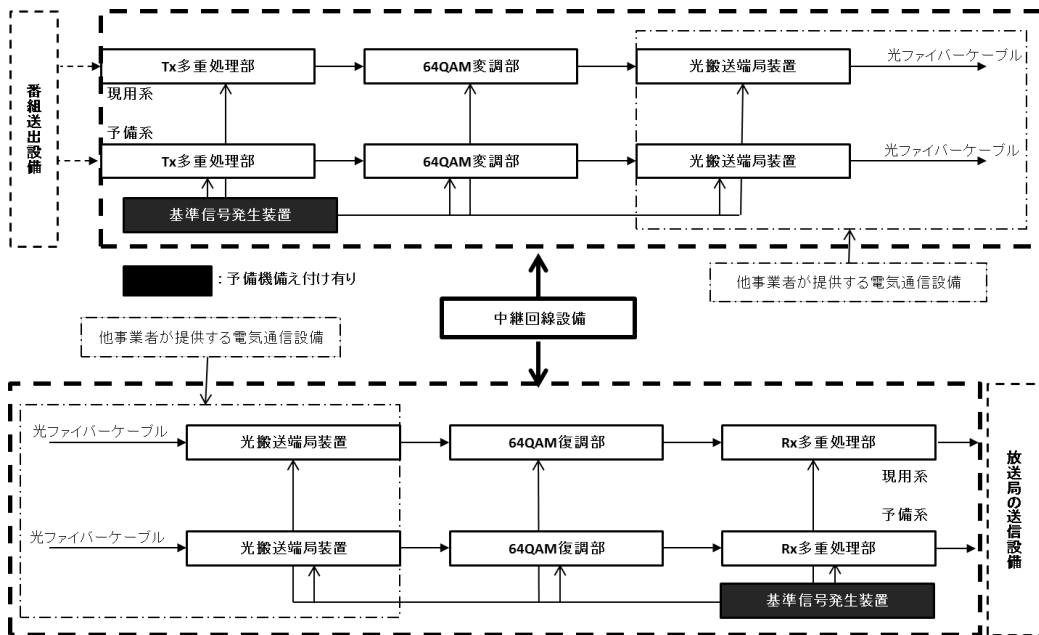 番組送出設備
Tx多重処理部
64QAM変調部
光搬送端局装置
光ファイバーケーブル
現用系
予備系
Tx多重処理部
64QAM変調部
光搬送端局装置
光ファイバーケーブル
基準信号発生装置
：予備機備え付け有り
他事業者が提供する電気通信設備
中継回線設備
他事業者が提供する電気通信設備
光ファイバーケーブル
光搬送端局装置
64QAM復調部
Rx多重処理部
現用系
予備系
光ファイバーケーブル
光搬送端局装置
64QAM復調部
Rx多重処理部
基準信号発生装置
放送局の送信設備